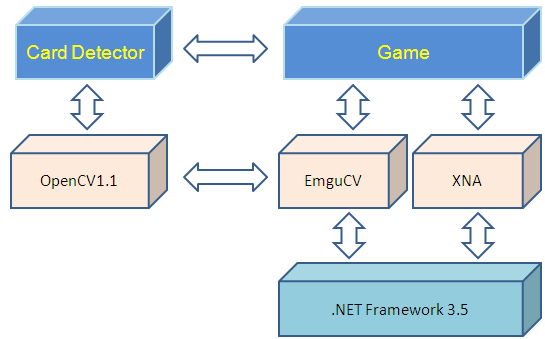 Card Detector
Game
OpenCV1.1
EmguCV
XNA
.NET Framework 3.5